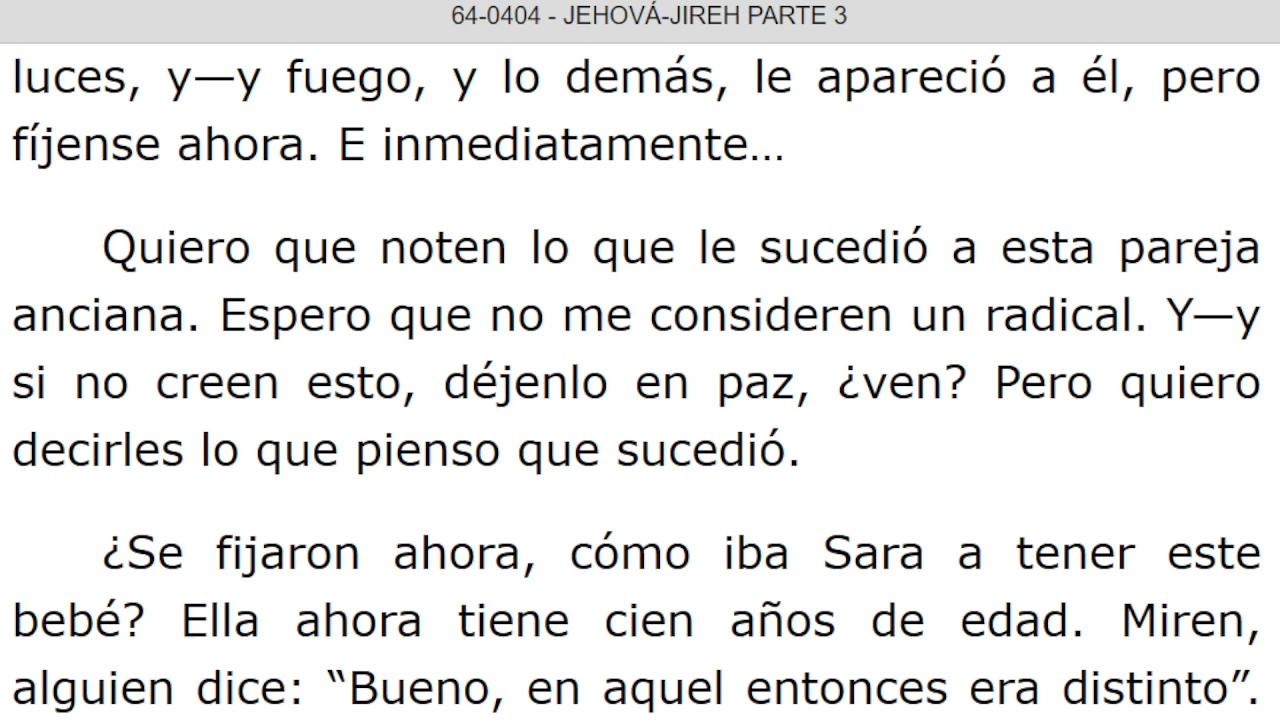 64-0404 - JEHOVÁ-JIREH PARTE 3
luces, y—y fuego, y lo demás, le apareció a él, pero
fíjense ahora. E inmediatamente...
Quiero que noten lo que le sucedió a esta pareja
anciana. Espero que no me consideren un radical. Y—y
si no creen esto, déjenlo en paz, ¿ven? Pero quiero
decirles lo que pienso que sucedió.
¿Se fijaron ahora, cómo iba Sara a tener este
bebé? Ella ahora tiene cien años de edad. Miren,
alguien dice: “Bueno, en aquel entonces era distinto”.